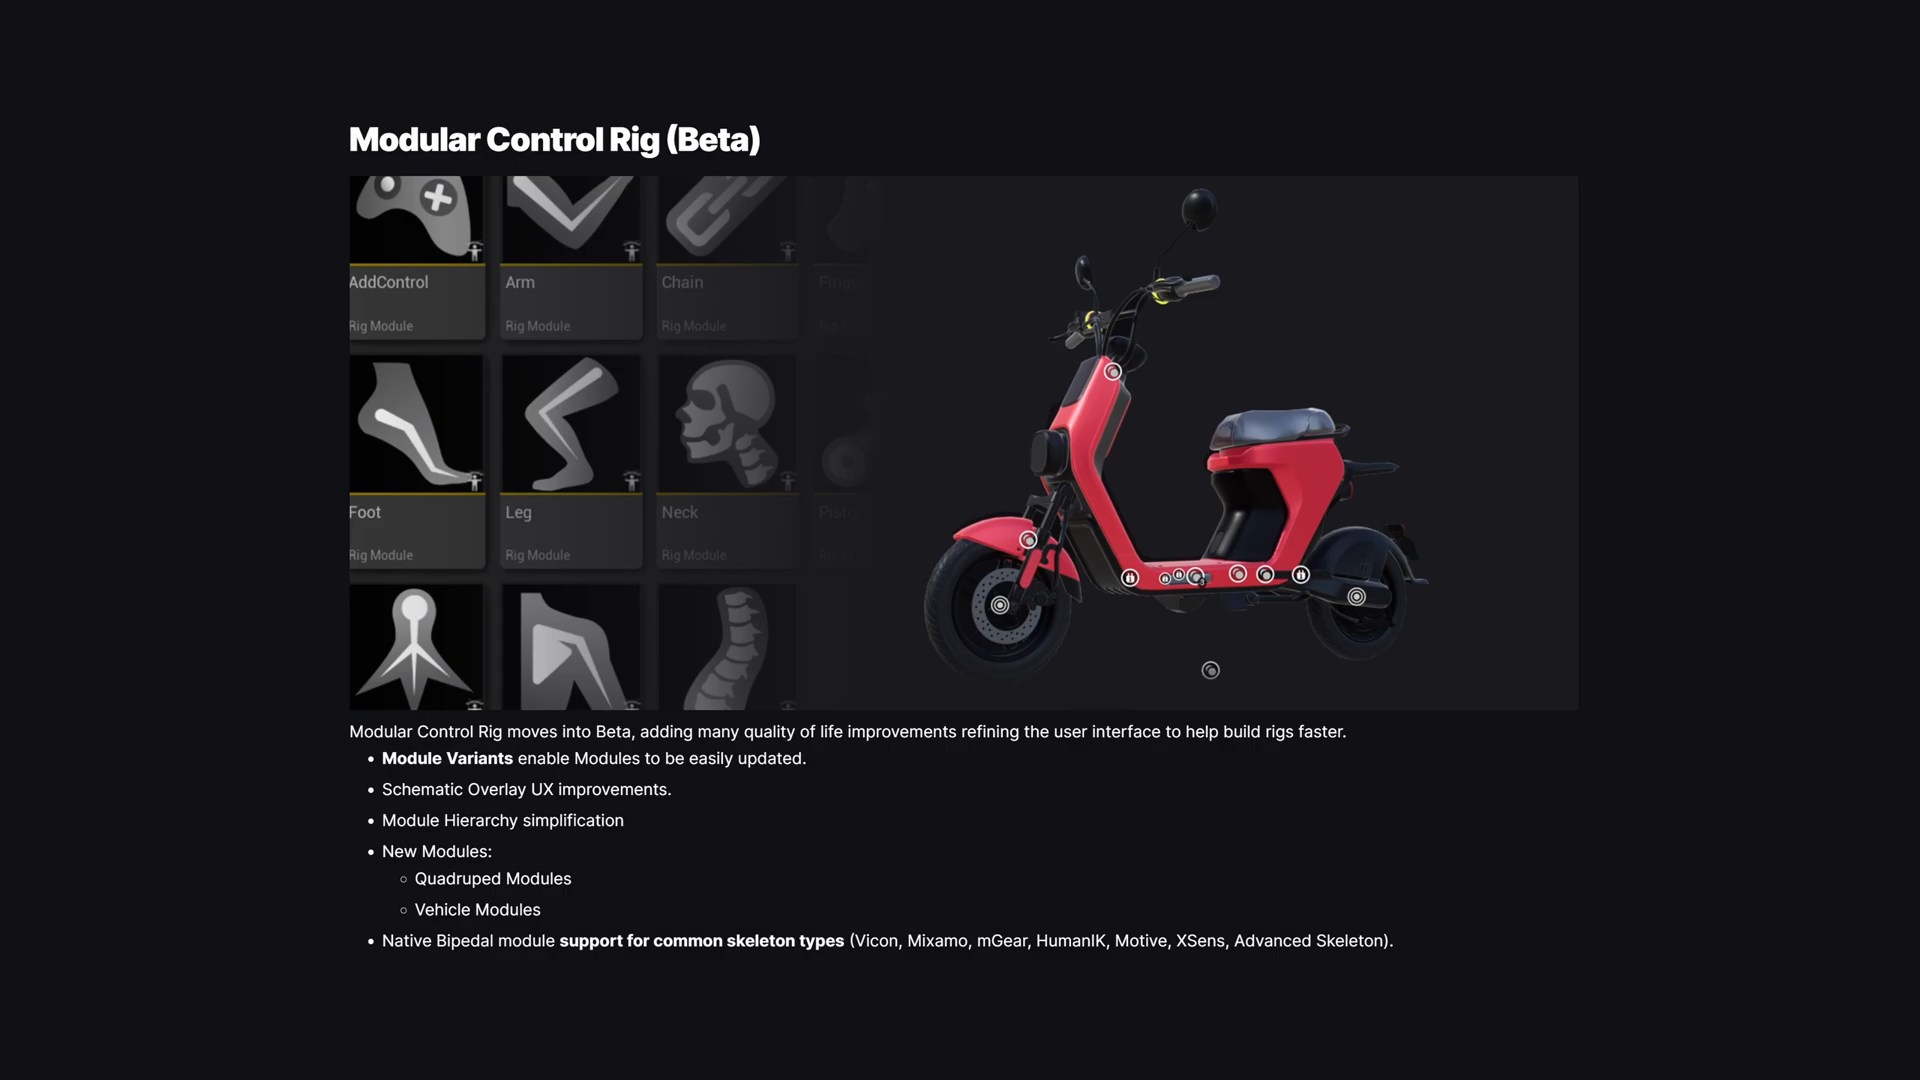 Modular Control Rig (Beta)
AddControl
Arm
Chain
Rig Module
Rig Module
Rig Module
Foot
Leg
Neck
Rig Module
Rig Module
Rig Module
Modular Control Rig moves into Beta, adding many quality of life improvements refining the user interface to help build rigs faster.
Module Variants enable Modules to be easily updated.
Schematic Overlay UX improvements.
Module Hierarchy simplification
New Modules:
Quadruped Modules
Vehicle Modules
Native Bipedal module support for common skeleton types (Vicon, Mixamo, mGear, HumanIK, Motive, XSens, Advanced Skeleton).